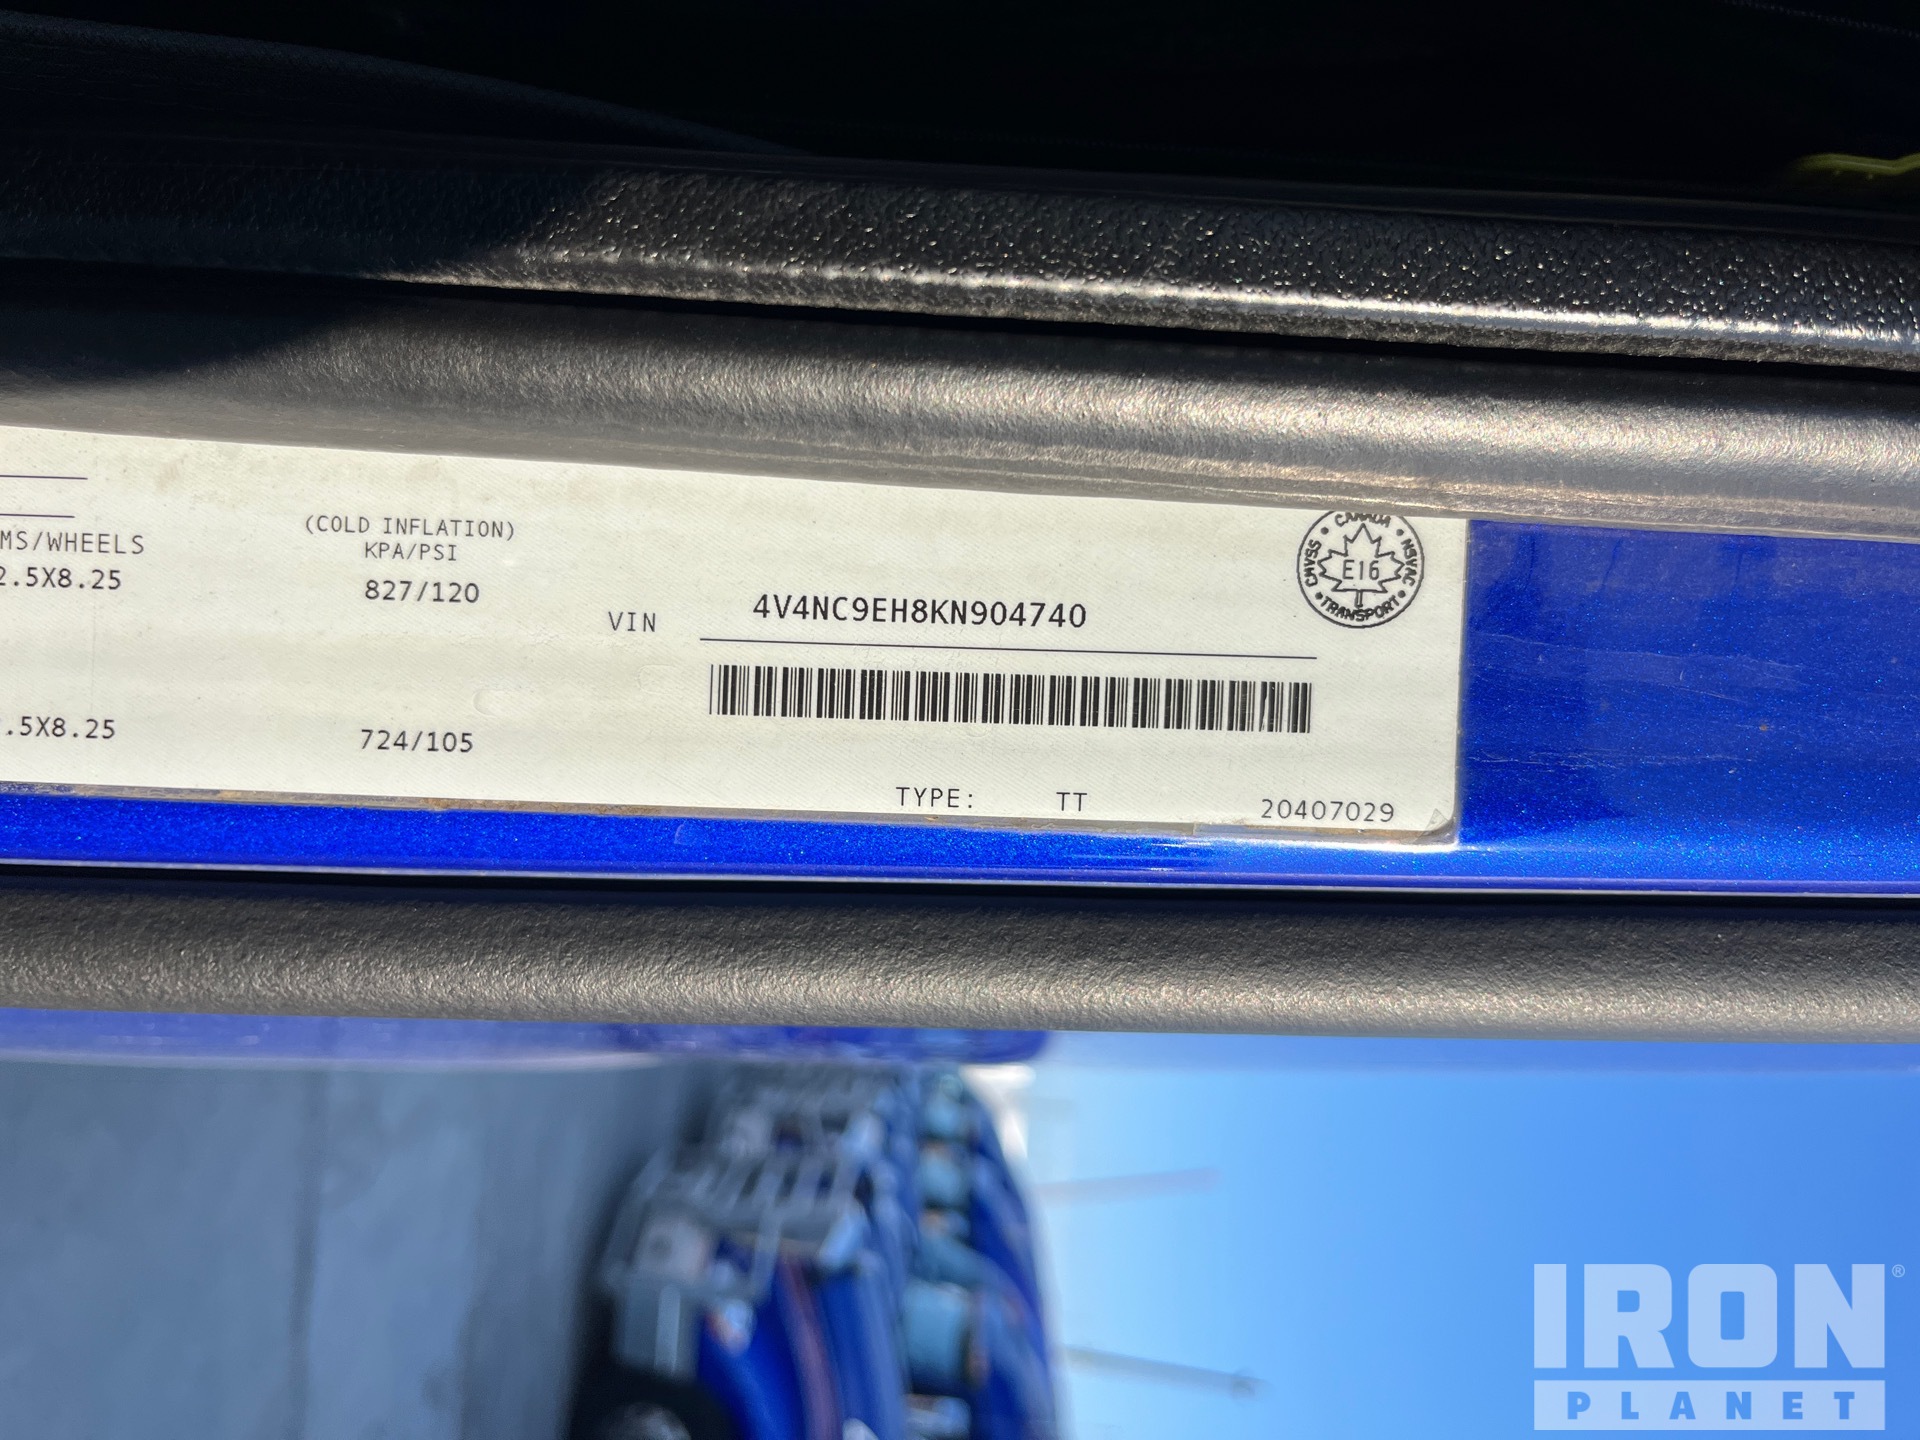 MS/WHEELS
2.5X8.25
.5X8.25
(COLD INFLATION)
KPA/PSI
827/120
724/105
VIN 4V4NC9EH8KN904740
CANADA
CMVSS
NSVAC
E16
TRANSPORT
TYPE: TT 20407029
IRON
PLANET
®